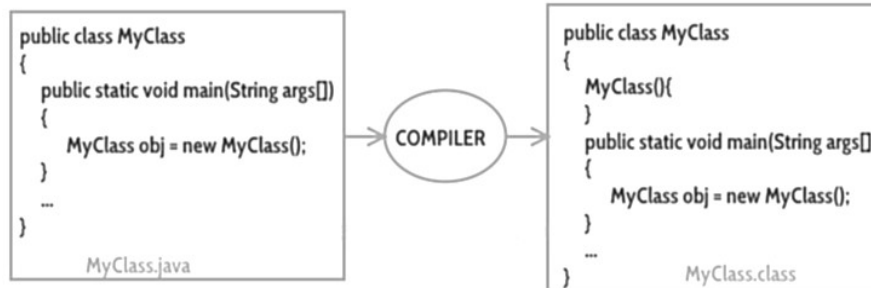 public class MyClass
{
public static void main(String args[])
{
MyClass obj = new MyClass();
}
...
}
MyClass.java
COMPILER
public class MyClass
{
MyClass(){
}
public static void main(String args[]
{
MyClass obj = new MyClass();
}
...
}
MyClass.class